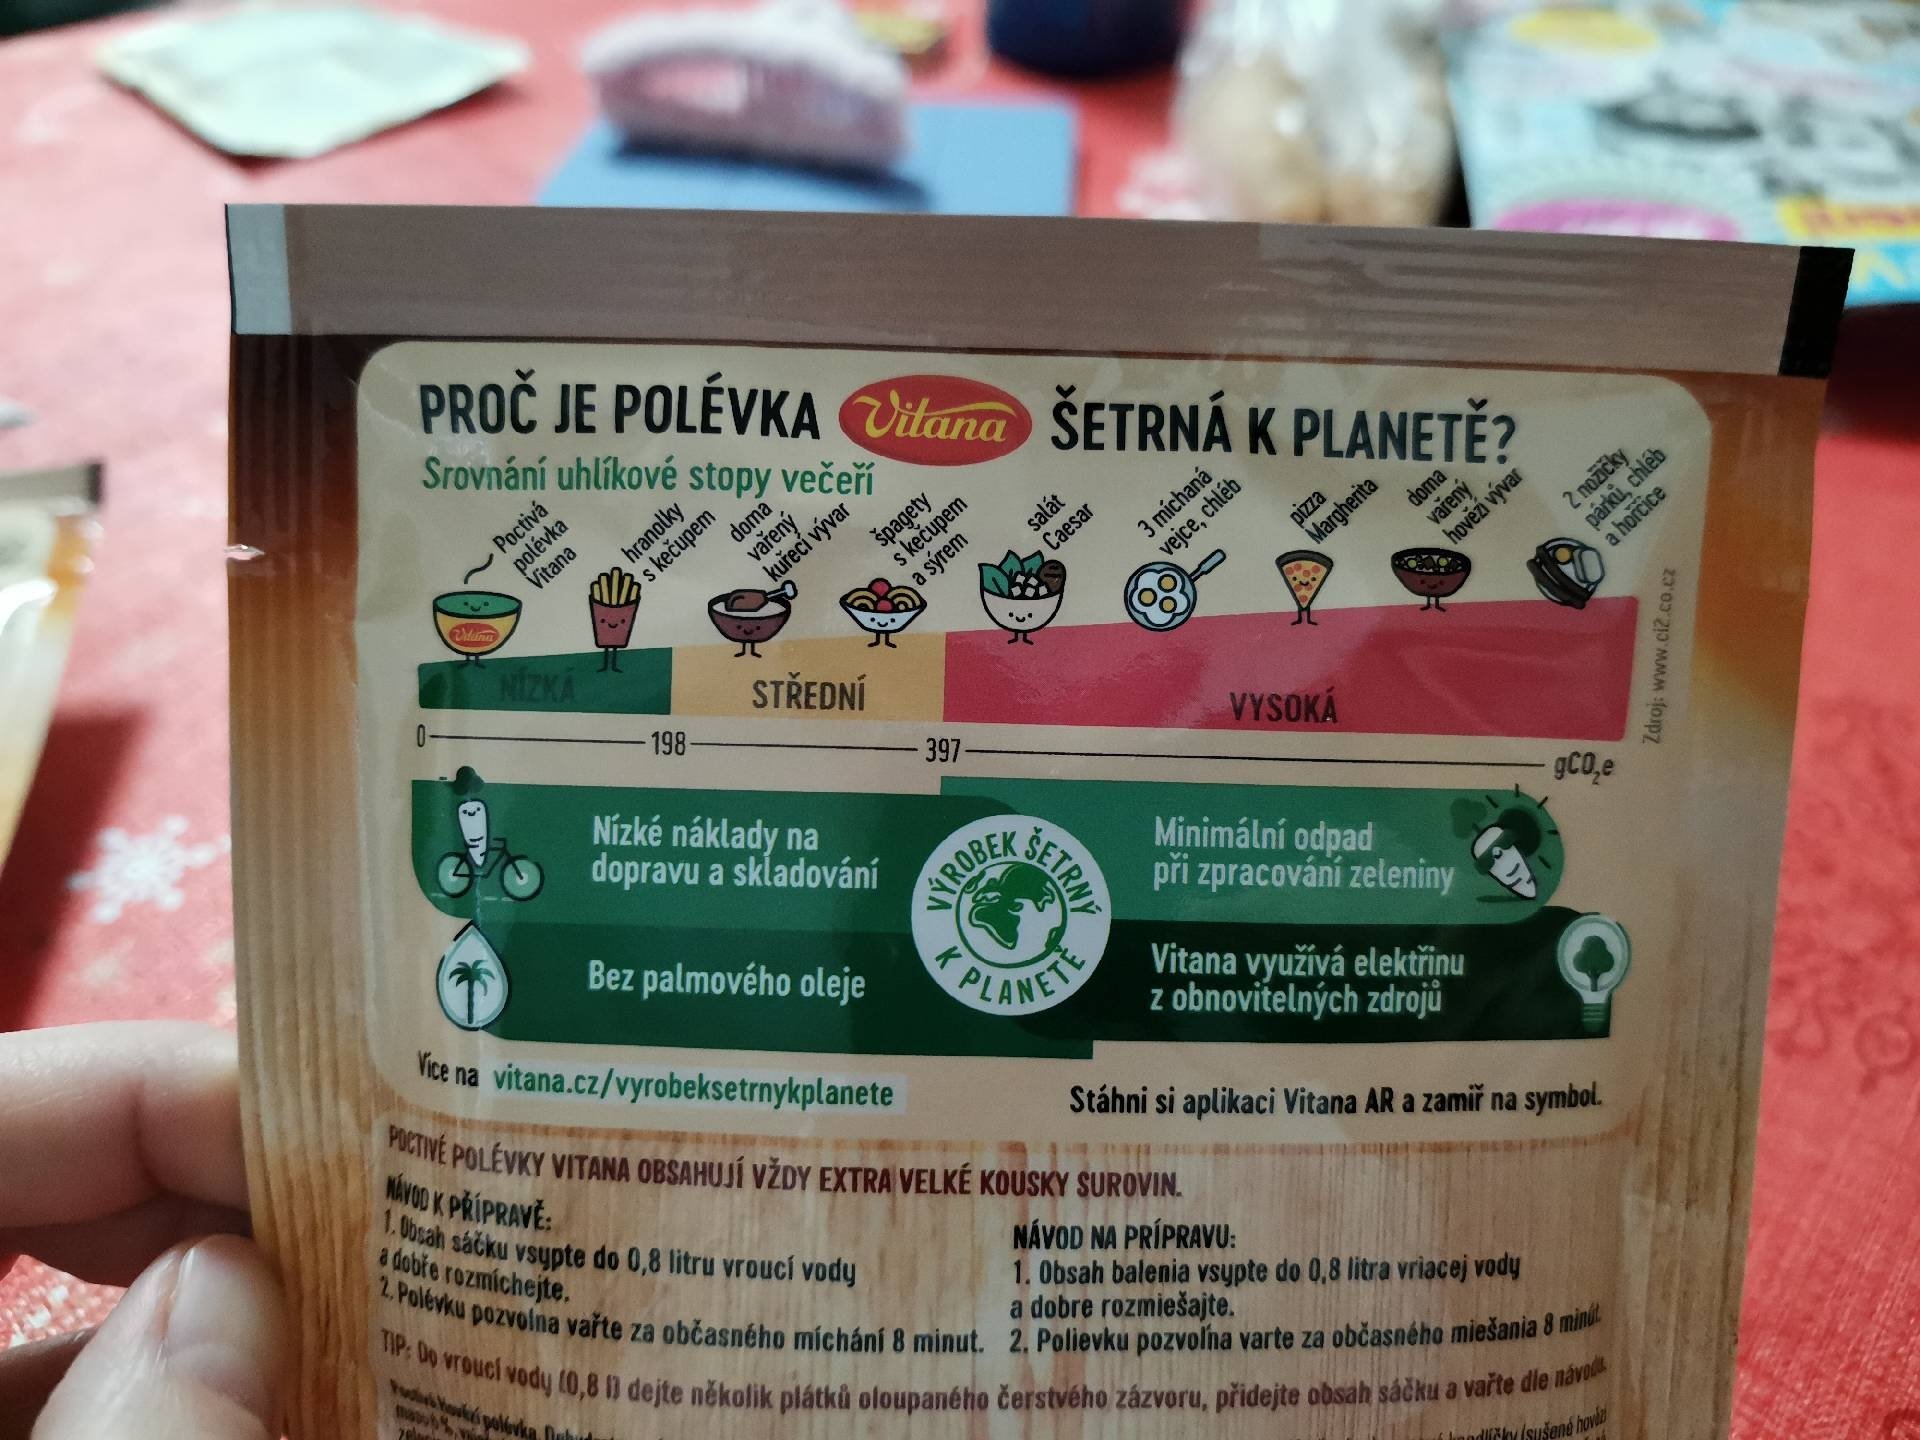 PROČ JE POLÉVKA Vitana ŠETRNÁ K PLANETĚ?
Srovnání uhlíkové stopy večeří
Poctivá
polévka
Vitana
hranolky
s kečupem
doma
vařený
kuřecí vývar
špagety
s kečupem
a sýrem
salát
Caesar
3 míchaná
vejce, chléb
pizza
Margherita
doma
vařený
hovězí vývar
2 nožičky
párků, chléb
a hořčice
Vitana
NÍZKÁ
STŘEDNÍ
VYSOKÁ
0 198 397 gCO₂e
Zdroj: www.ci2.co.cz
Nízké náklady na
dopravu a skladování
Minimální odpad
při zpracování zeleniny
VÝROBEK ŠETRNÝ
K PLANETĚ
Bez palmového oleje
Vitana využívá elektřinu
z obnovitelných zdrojů
Více na vitana.cz/vyrobeksetrnykplanete
Stáhni si aplikaci Vitana AR a zamiř na symbol.
POCTIVÉ POLÉVKY VITANA OBSAHUJÍ VŽDY EXTRA VELKÉ KOUSKY SUROVIN.
NÁVOD K PŘÍPRAVĚ:
1. Obsah sáčku vsypte do 0,8 litru vroucí vody
a dobře rozmíchejte.
2. Polévku pozvolna vařte za občasného míchání 8 minut.
NÁVOD NA PRÍPRAVU:
1. Obsah balenia vsypte do 0,8 litra vriacej vody
a dobre rozmiešajte.
2. Polievku pozvoľna varte za občasného miešania 8 minút.
TIP: Do vroucí vody (0,8 l) dejte několik plátků oloupaného čerstvého zázvoru, přidejte obsah sáčku a vařte dle návodu.
polévka.
(sušené hovězí